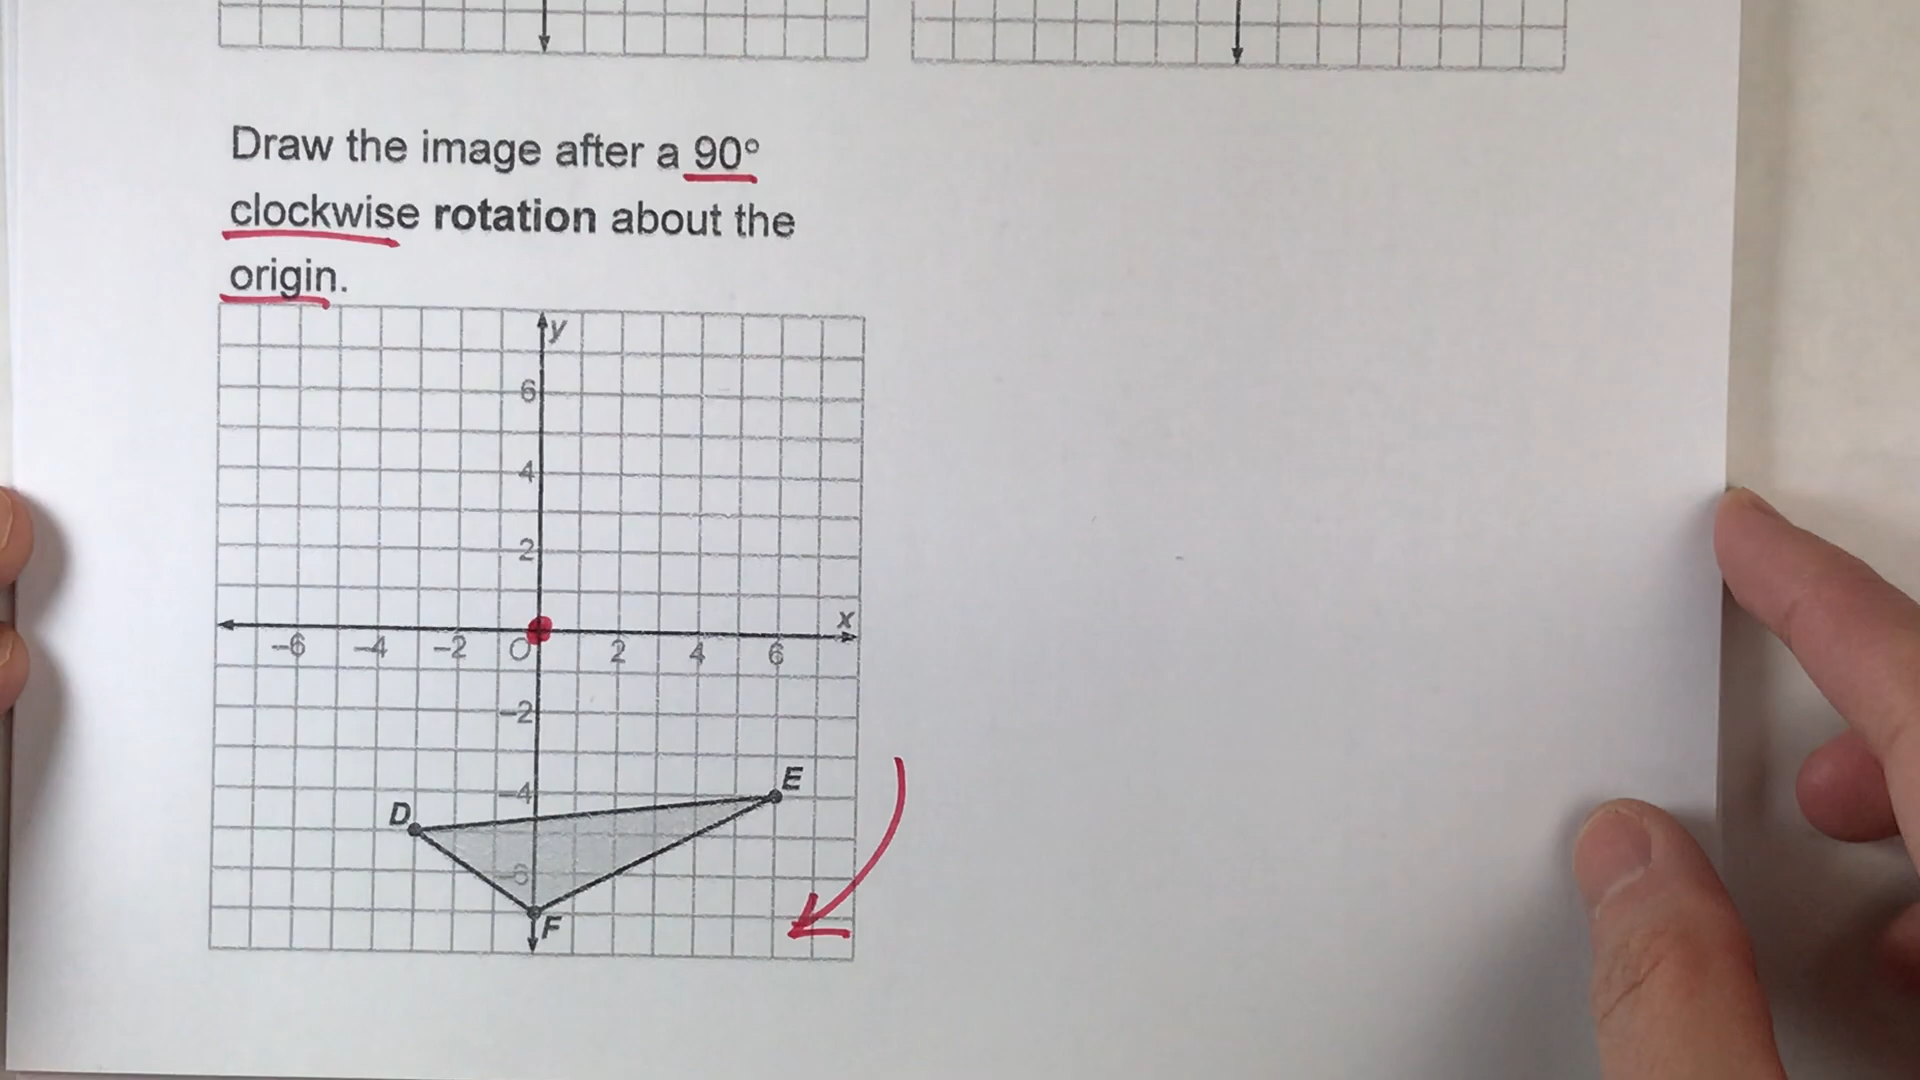 Draw the image after a 90°
clockwise rotation about the
origin.
y
6
4
2
x
−6 −4 −2 O 2 4 6
−2
−4
E
D
−6
F